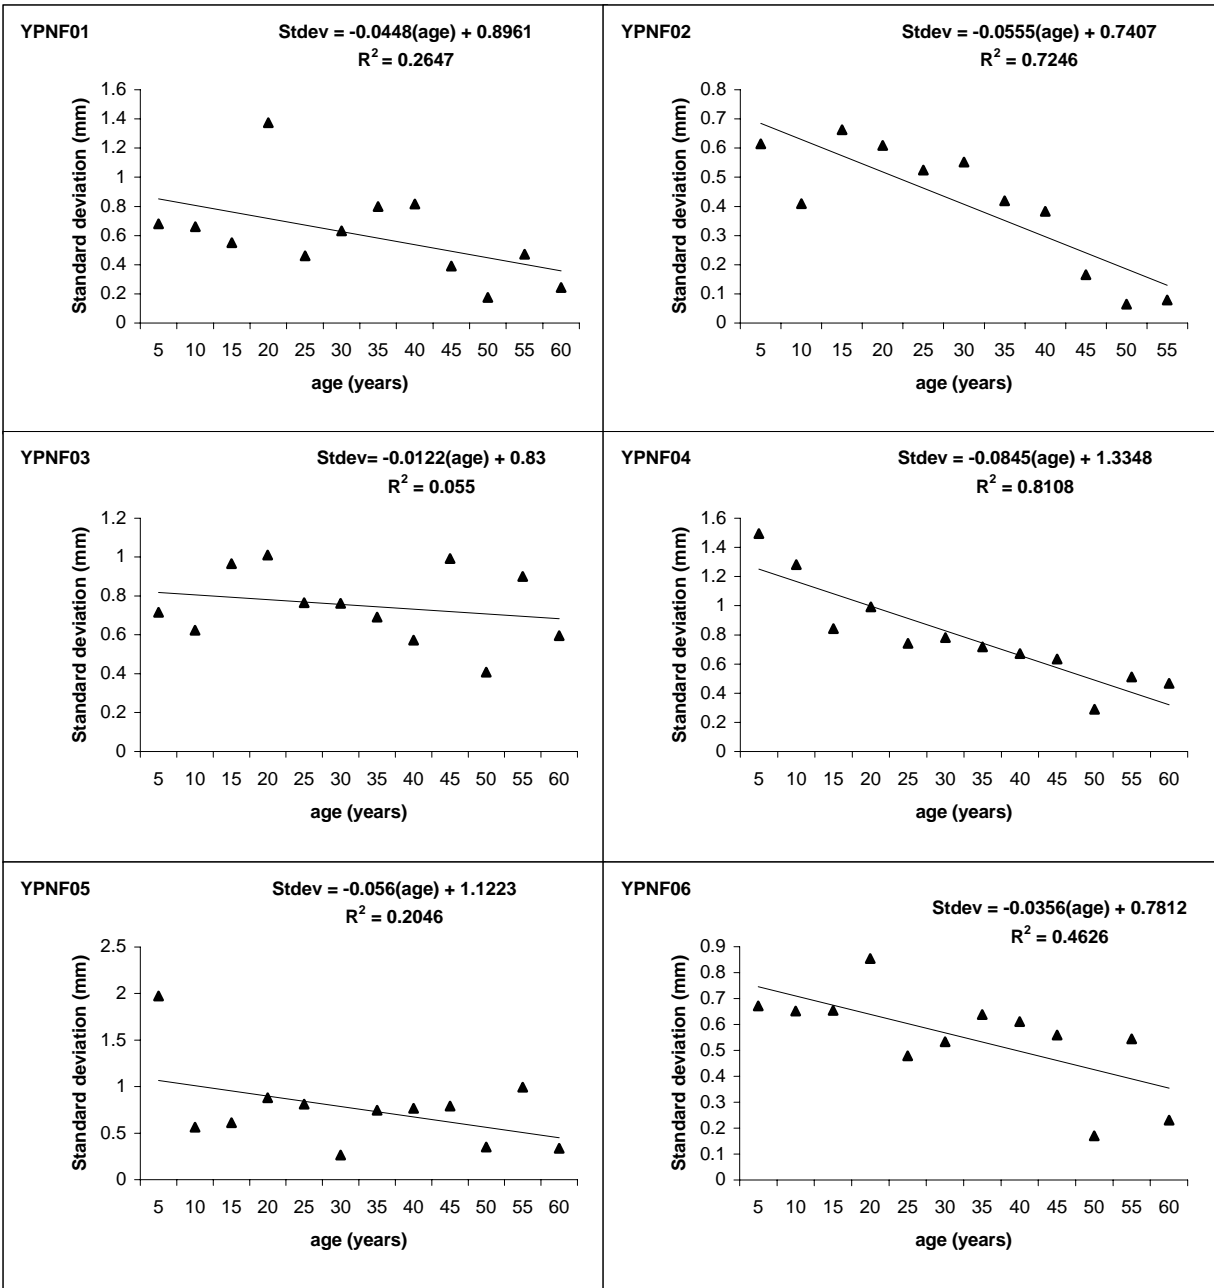 YPNF01
Stdev = -0.0448(age) + 0.8961
R² = 0.2647
Standard deviation (mm)
1.6
1.4
1.2
1
0.8
0.6
0.4
0.2
0
5 10 15 20 25 30 35 40 45 50 55 60
age (years)
YPNF02
Stdev = -0.0555(age) + 0.7407
R² = 0.7246
Standard deviation (mm)
0.8
0.7
0.6
0.5
0.4
0.3
0.2
0.1
0
5 10 15 20 25 30 35 40 45 50 55
age (years)
YPNF03
Stdev= -0.0122(age) + 0.83
R² = 0.055
Standard deviation (mm)
1.2
1
0.8
0.6
0.4
0.2
0
5 10 15 20 25 30 35 40 45 50 55 60
age (years)
YPNF04
Stdev = -0.0845(age) + 1.3348
R² = 0.8108
Standard deviation (mm)
1.6
1.4
1.2
1
0.8
0.6
0.4
0.2
0
5 10 15 20 25 30 35 40 45 50 55 60
age (years)
YPNF05
Stdev = -0.056(age) + 1.1223
R² = 0.2046
Standard deviation (mm)
2.5
2
1.5
1
0.5
0
5 10 15 20 25 30 35 40 45 50 55 60
age (years)
YPNF06
Stdev = -0.0356(age) + 0.7812
R² = 0.4626
Standard deviation (mm)
0.9
0.8
0.7
0.6
0.5
0.4
0.3
0.2
0.1
0
5 10 15 20 25 30 35 40 45 50 55 60
age (years)